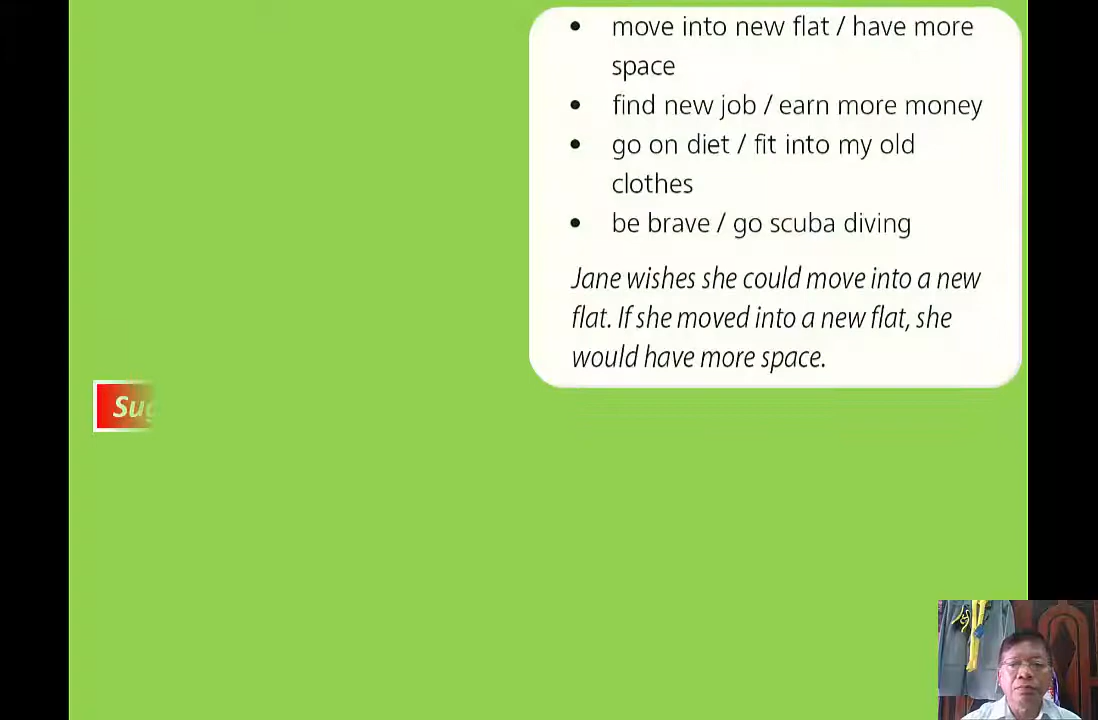 • move into new flat / have more
space
• find new job / earn more money
• go on diet / fit into my old
clothes
• be brave / go scuba diving
Jane wishes she could move into a new
flat. If she moved into a new flat, she
would have more space.
Sug